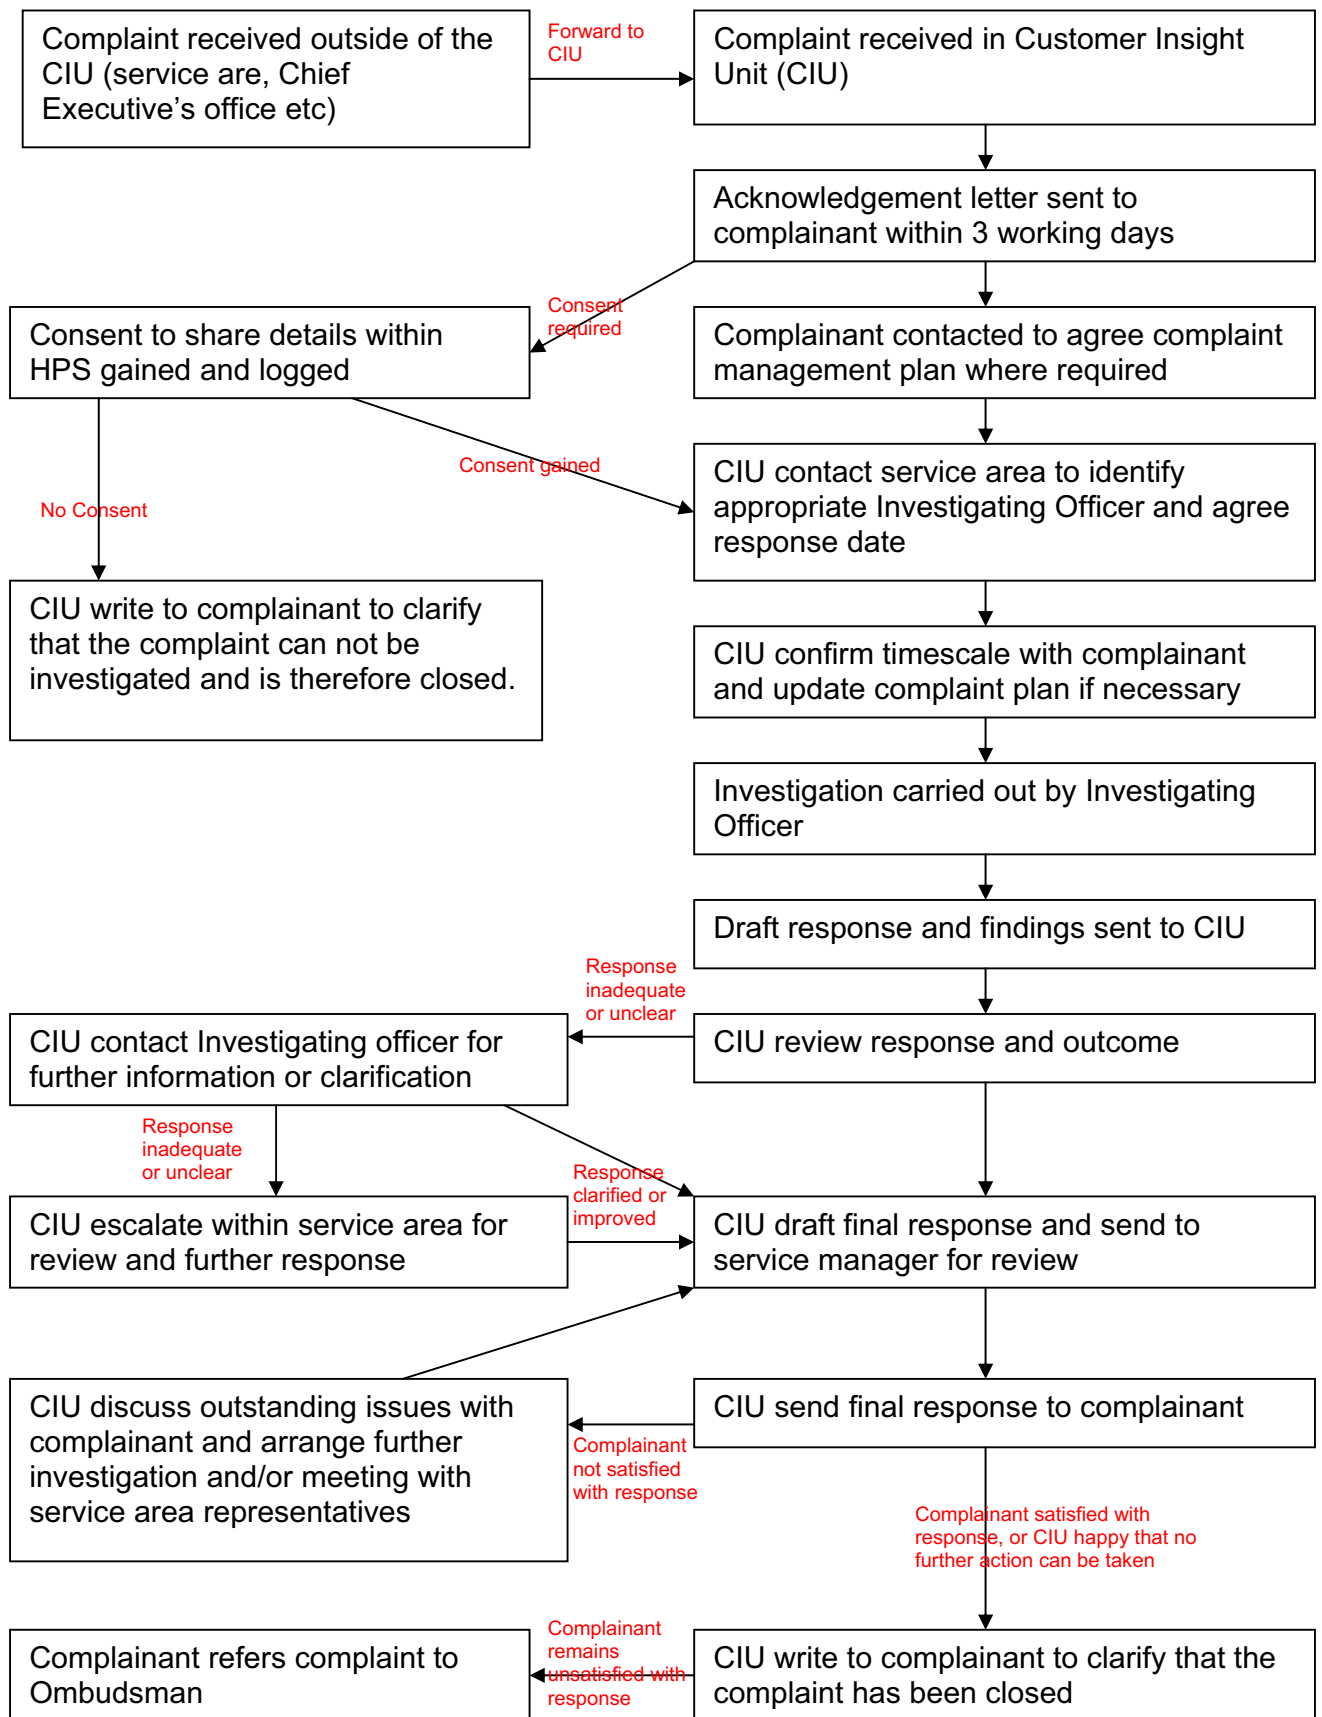 Complaint received outside of the
CIU (service are, Chief
Executive's office etc)
Forward to
CIU
Complaint received in Customer Insight
Unit (CIU)
Acknowledgement letter sent to
complainant within 3 working days
Consent
required
Consent to share details within
HPS gained and logged
Complainant contacted to agree complaint
management plan where required
Consent gained
No Consent
CIU contact service area to identify
appropriate Investigating Officer and agree
response date
CIU write to complainant to clarify
that the complaint can not be
investigated and is therefore closed.
CIU confirm timescale with complainant
and update complaint plan if necessary
Investigation carried out by Investigating
Officer
Draft response and findings sent to CIU
Response
inadequate
or unclear
CIU contact Investigating officer for
further information or clarification
CIU review response and outcome
Response
inadequate
or unclear
Response
clarified or
improved
CIU escalate within service area for
review and further response
CIU draft final response and send to
service manager for review
CIU discuss outstanding issues with
complainant and arrange further
investigation and/or meeting with
service area representatives
CIU send final response to complainant
Complainant
not satisfied
with response
Complainant satisfied with
response, or CIU happy that no
further action can be taken
Complainant refers complaint to
Ombudsman
Complainant
remains
unsatisfied with
response
CIU write to complainant to clarify that the
complaint has been closed